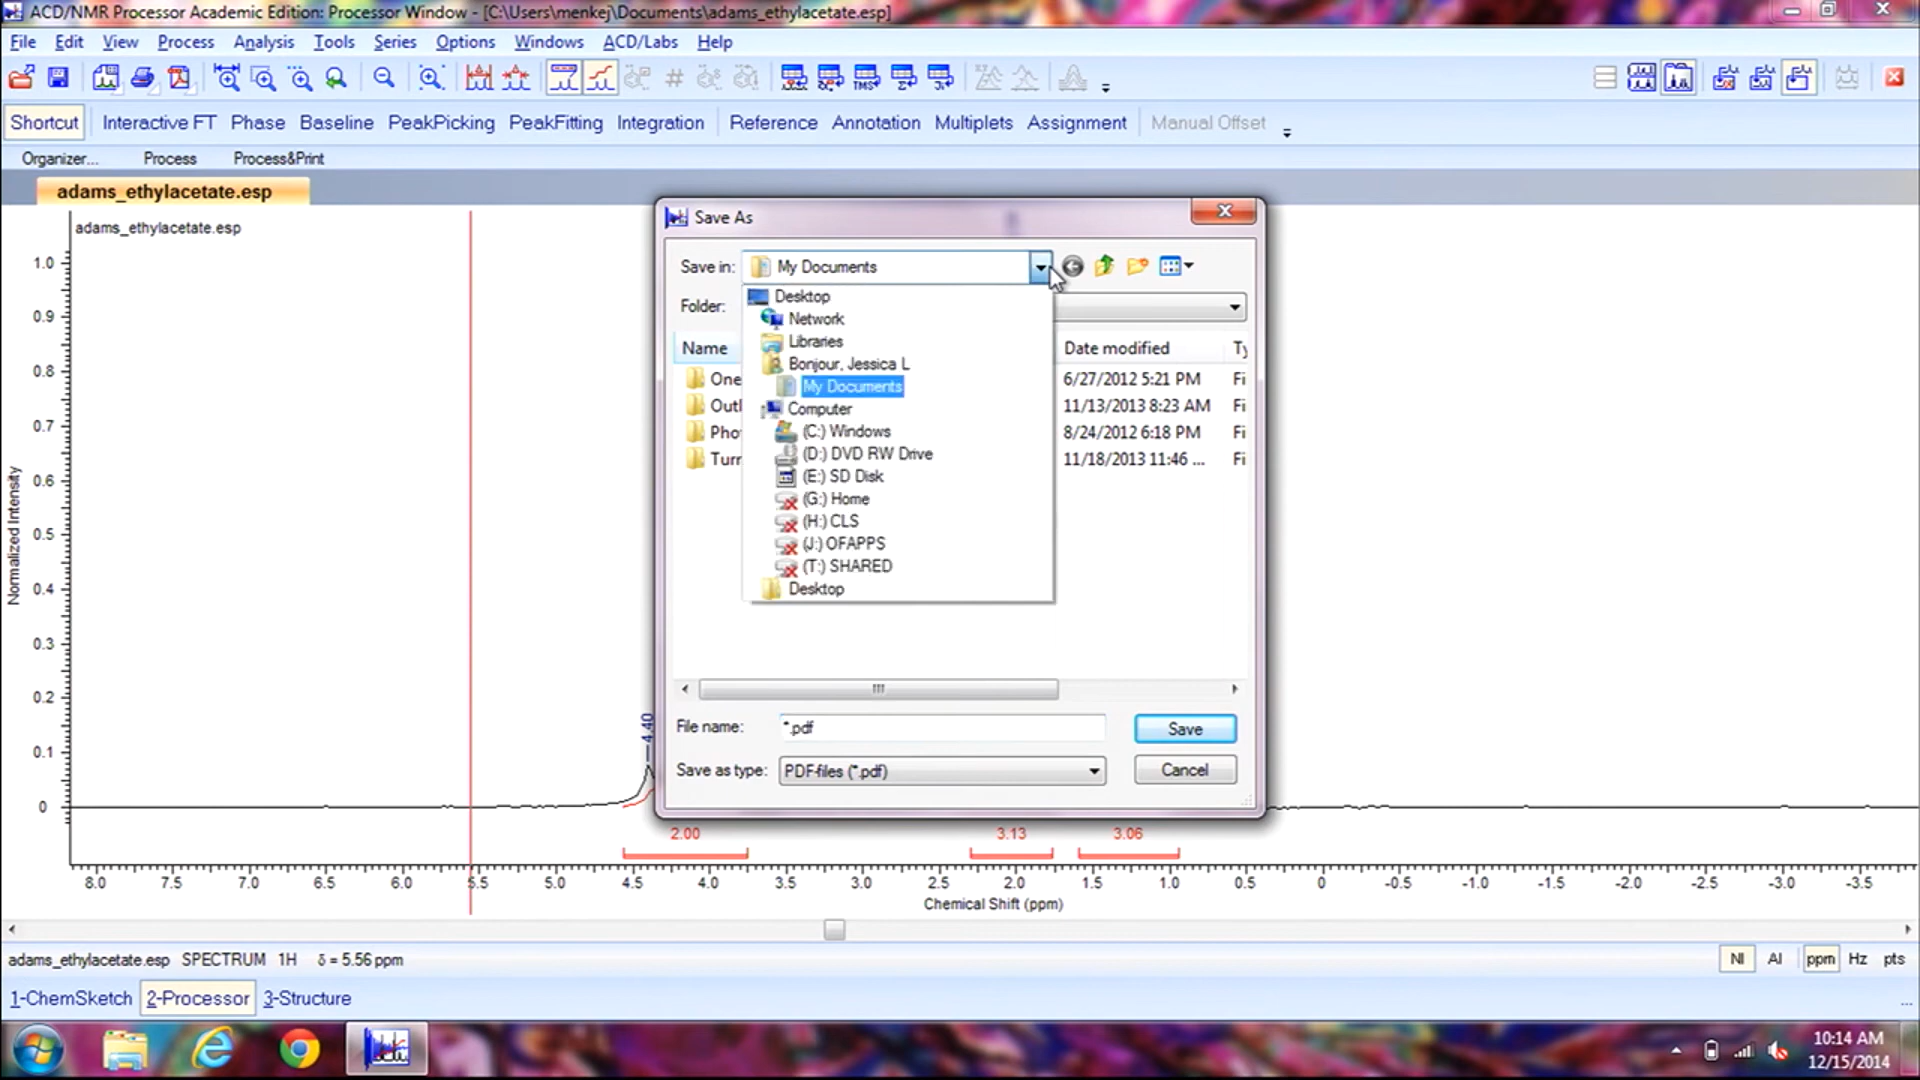 ACD/NMR Processor Academic Edition: Processor Window - [C:\Users\menkej\Documents\adams_ethylacetate.esp]
File Edit View Process Analysis Tools Series Options Windows ACD/Labs Help
Shortcut Interactive FT Phase Baseline PeakPicking PeakFitting Integration Reference Annotation Multiplets Assignment Manual Offset
Organizer... Process Process&Print
adams_ethylacetate.esp
adams_ethylacetate.esp
Save As
Save in: My Documents
Folder:
Desktop
Network
Libraries
Bonjour, Jessica L
My Documents
Computer
(C:) Windows
(D:) DVD RW Drive
(E:) SD Disk
(G:) Home
(H:) CLS
(J:) OFAPPS
(T:) SHARED
Desktop
Name Date modified Ty
One 6/27/2012 5:21 PM Fi
Outl 11/13/2013 8:23 AM Fi
Pho 8/24/2012 6:18 PM Fi
Turr 11/18/2013 11:46 ... Fi
File name: *.pdf Save
Save as type: PDF-files (*.pdf) Cancel
Normalized Intensity
1.0
0.9
0.8
0.7
0.6
0.5
0.4
0.3
0.2
0.1
0
4.40
2.00 3.13 3.06
8.0 7.5 7.0 6.5 6.0 5.5 5.0 4.5 4.0 3.5 3.0 2.5 2.0 1.5 1.0 0.5 0 -0.5 -1.0 -1.5 -2.0 -2.5 -3.0 -3.5
Chemical Shift (ppm)
adams_ethylacetate.esp SPECTRUM 1H δ = 5.56 ppm NI AI ppm Hz pts
1-ChemSketch 2-Processor 3-Structure ...
10:14 AM
12/15/2014